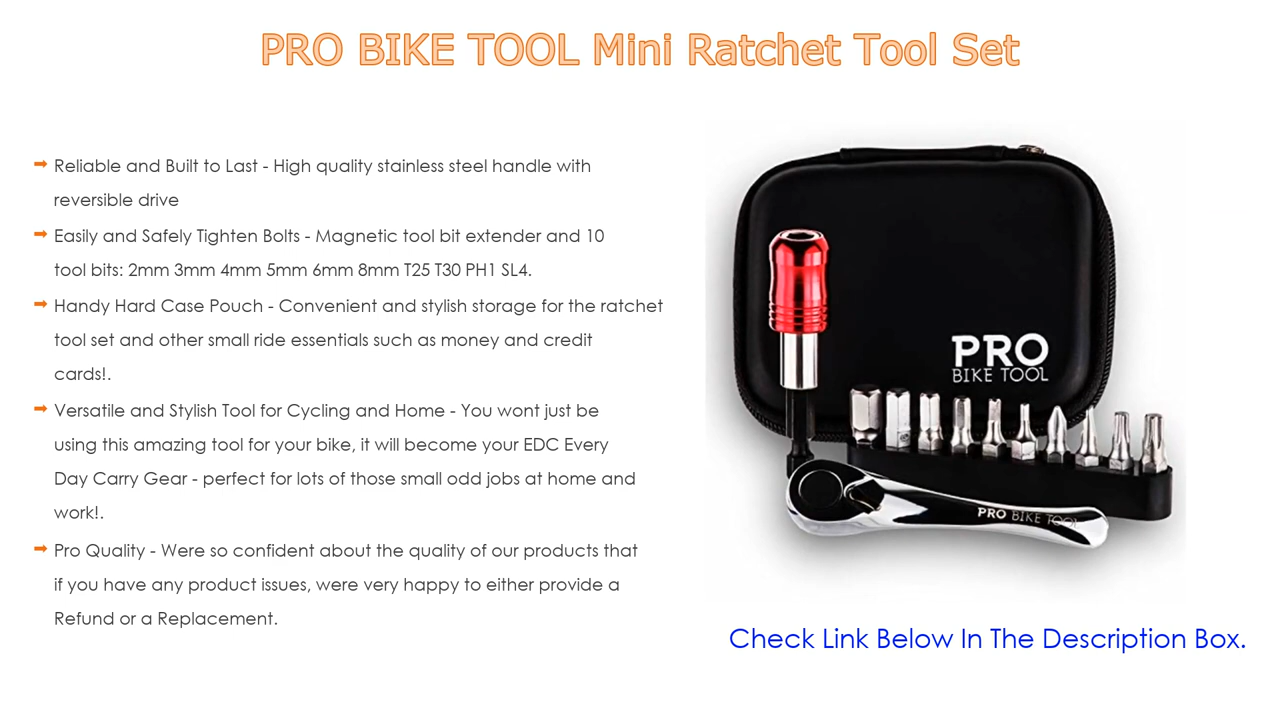 PRO BIKE TOOL Mini Ratchet Tool Set
Reliable and Built to Last - High quality stainless steel handle with
reversible drive
Easily and Safely Tighten Bolts - Magnetic tool bit extender and 10
tool bits: 2mm 3mm 4mm 5mm 6mm 8mm T25 T30 PH1 SL4.
Handy Hard Case Pouch - Convenient and stylish storage for the ratchet
tool set and other small ride essentials such as money and credit
cards!.
Versatile and Stylish Tool for Cycling and Home - You wont just be
using this amazing tool for your bike, it will become your EDC Every
Day Carry Gear - perfect for lots of those small odd jobs at home and
work!.
Pro Quality - Were so confident about the quality of our products that
if you have any product issues, were very happy to either provide a
Refund or a Replacement.
PRO
BIKE TOOL
PRO BIKE TOOL
Check Link Below In The Description Box.